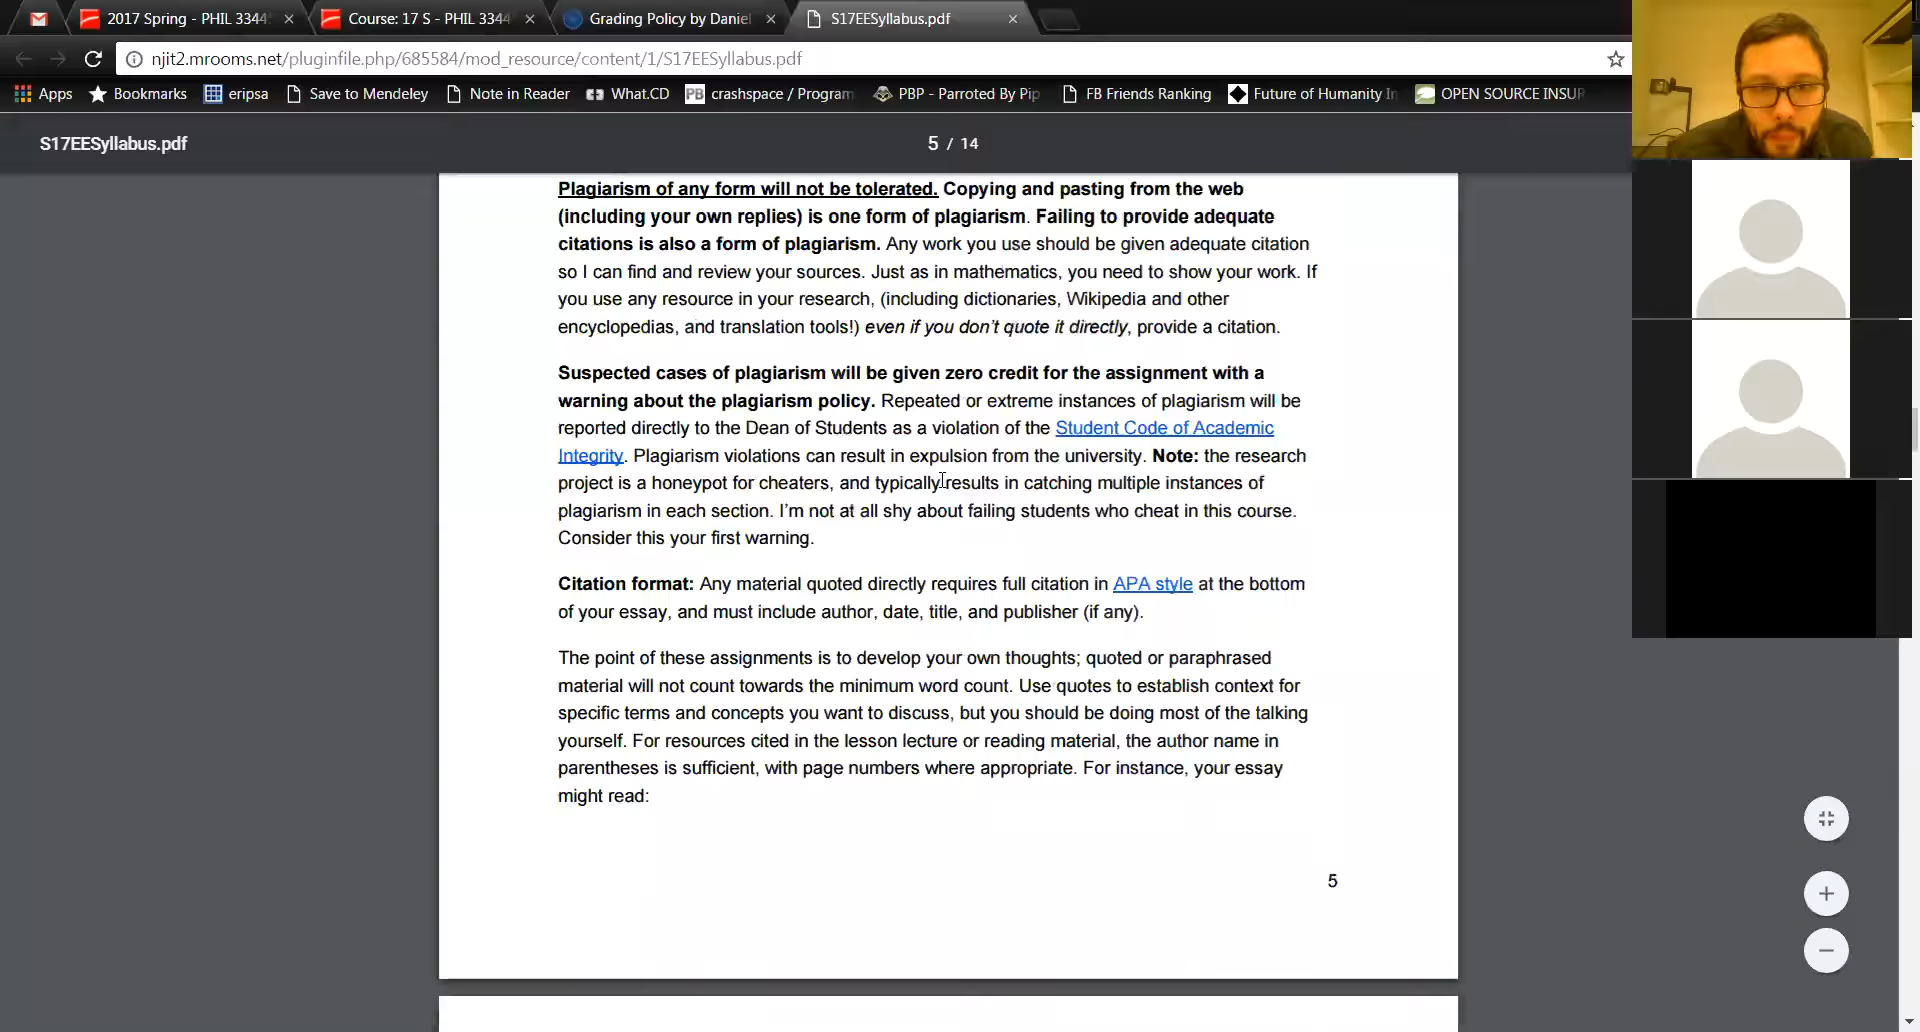 2017 Spring - PHIL 3344
Course: 17 S - PHIL 3344
Grading Policy by Daniel
S17EESyllabus.pdf
njit2.mrooms.net/pluginfile.php/685584/mod_resource/content/1/S17EESyllabus.pdf
Apps Bookmarks eripsa Save to Mendeley Note in Reader What.CD PB crashspace / Program PBP - Parroted By Pip FB Friends Ranking Future of Humanity In OPEN SOURCE INSUR
S17EESyllabus.pdf
5 / 14
Plagiarism of any form will not be tolerated. Copying and pasting from the web
(including your own replies) is one form of plagiarism. Failing to provide adequate
citations is also a form of plagiarism. Any work you use should be given adequate citation
so I can find and review your sources. Just as in mathematics, you need to show your work. If
you use any resource in your research, (including dictionaries, Wikipedia and other
encyclopedias, and translation tools!) even if you don't quote it directly, provide a citation.
Suspected cases of plagiarism will be given zero credit for the assignment with a
warning about the plagiarism policy. Repeated or extreme instances of plagiarism will be
reported directly to the Dean of Students as a violation of the Student Code of Academic
Integrity. Plagiarism violations can result in expulsion from the university. Note: the research
project is a honeypot for cheaters, and typically results in catching multiple instances of
plagiarism in each section. I'm not at all shy about failing students who cheat in this course.
Consider this your first warning.
Citation format: Any material quoted directly requires full citation in APA style at the bottom
of your essay, and must include author, date, title, and publisher (if any).
The point of these assignments is to develop your own thoughts; quoted or paraphrased
material will not count towards the minimum word count. Use quotes to establish context for
specific terms and concepts you want to discuss, but you should be doing most of the talking
yourself. For resources cited in the lesson lecture or reading material, the author name in
parentheses is sufficient, with page numbers where appropriate. For instance, your essay
might read:
5